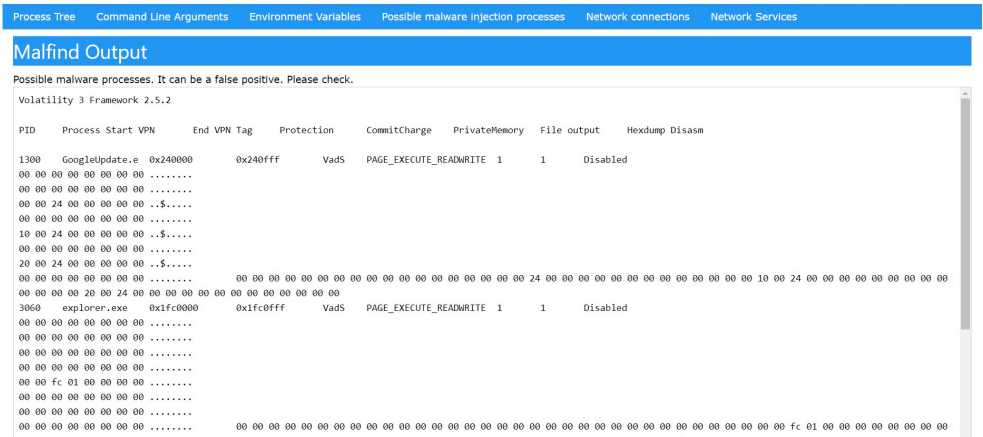 Process Tree Command Line Arguments Environment Variables Possible malware injection processes Network connections Network Services
Malfind Output
Possible malware processes. It can be a false positive. Please check.
Volatility 3 Framework 2.5.2
PID Process Start VPN End VPN Tag Protection CommitCharge PrivateMemory File output Hexdump Disasm
1300 GoogleUpdate.e 0x240000 0x240fff VadS PAGE_EXECUTE_READWRITE 1 1 Disabled
00 00 00 00 00 00 00 00 ........
00 00 00 00 00 00 00 00 ........
00 00 24 00 00 00 00 00 ..$.....
00 00 00 00 00 00 00 00 ........
10 00 24 00 00 00 00 00 ..$.....
00 00 00 00 00 00 00 00 ........
20 00 24 00 00 00 00 00 ..$.....
00 00 00 00 00 00 00 00 ........ 00 00 00 00 00 00 00 00 00 00 00 00 00 00 00 00 00 00 24 00 00 00 00 00 00 00 00 00 00 00 00 00 10 00 24 00 00 00 00 00 00 00 00 00
00 00 00 00 20 00 24 00 00 00 00 00 00 00 00 00 00 00 00 00
3060 explorer.exe 0x1fc0000 0x1fc0fff VadS PAGE_EXECUTE_READWRITE 1 1 Disabled
00 00 00 00 00 00 00 00 ........
00 00 00 00 00 00 00 00 ........
00 00 00 00 00 00 00 00 ........
00 00 00 00 00 00 00 00 ........
00 00 fc 01 00 00 00 00 ........
00 00 00 00 00 00 00 00 ........
00 00 00 00 00 00 00 00 ........
00 00 00 00 00 00 00 00 ........ 00 00 00 00 00 00 00 00 00 00 00 00 00 00 00 00 00 00 00 00 00 00 00 00 00 00 00 00 00 00 00 00 00 00 fc 01 00 00 00 00 00 00 00 00